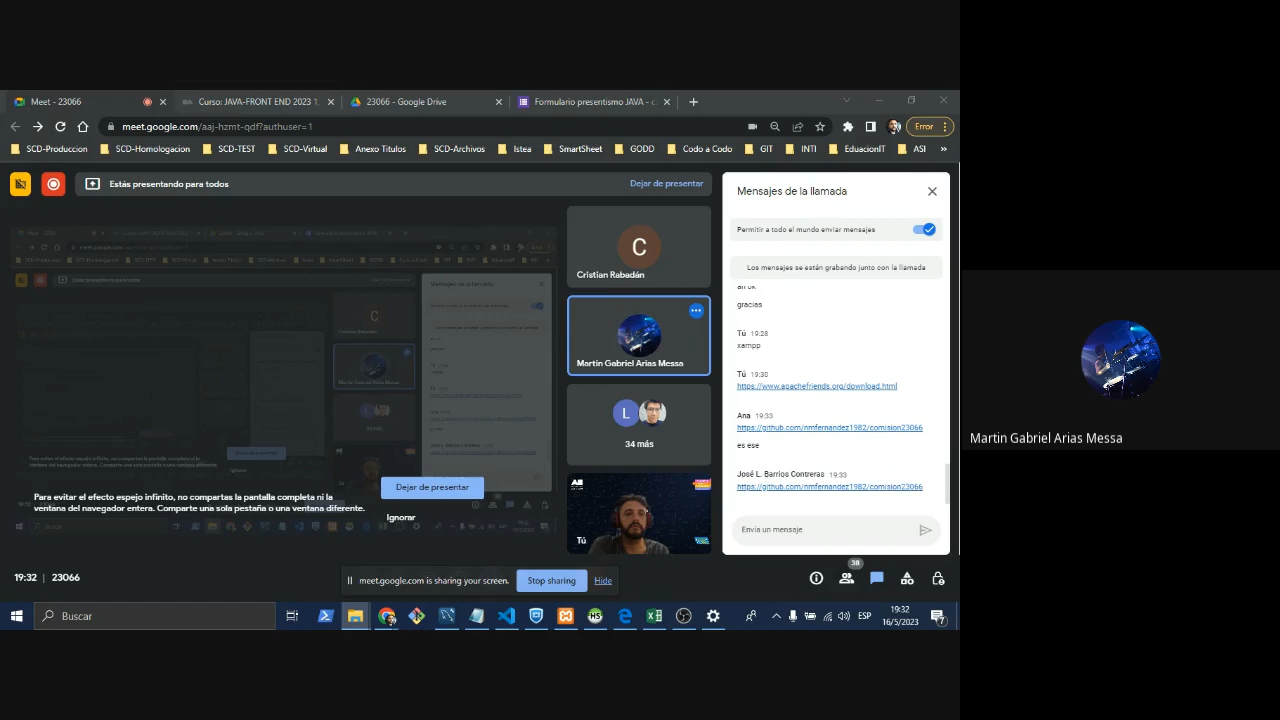 Meet - 23066
Curso: JAVA-FRONT END 2023 1.
23066 - Google Drive
Formulario presentismo JAVA - c
meet.google.com/aaj-hzmt-qdf?authuser=1
Error
SCD-Produccion
SCD-Homologacion
SCD-TEST
SCD-Virtual
Anexo Titulos
SCD-Archivos
Istea
SmartSheet
GODD
Codo a Codo
GIT
INTI
EduacionIT
ASI
»
Estás presentando para todos
Dejar de presentar
C
Cristian Rabadán
Martin Gabriel Arias Messa
L
34 más
Tú
Para evitar el efecto espejo infinito, no compartas la pantalla completa ni la
ventana del navegador entera. Comparte una sola pestaña o una ventana diferente.
Dejar de presentar
Ignorar
Mensajes de la llamada
Permitir a todo el mundo enviar mensajes
Los mensajes se están grabando junto con la llamada
ah ok
gracias
Tú 19:28
xampp
Tú 19:30
https://www.apachefriends.org/download.html
Ana 19:33
https://github.com/nmfernandez1982/comision23066
es ese
José L. Barrios Contreras 19:33
https://github.com/nmfernandez1982/comision23066
Envía un mensaje
19:32 | 23066
meet.google.com is sharing your screen.
Stop sharing
Hide
38
Buscar
ESP
19:32
16/5/2023
7
Martin Gabriel Arias Messa